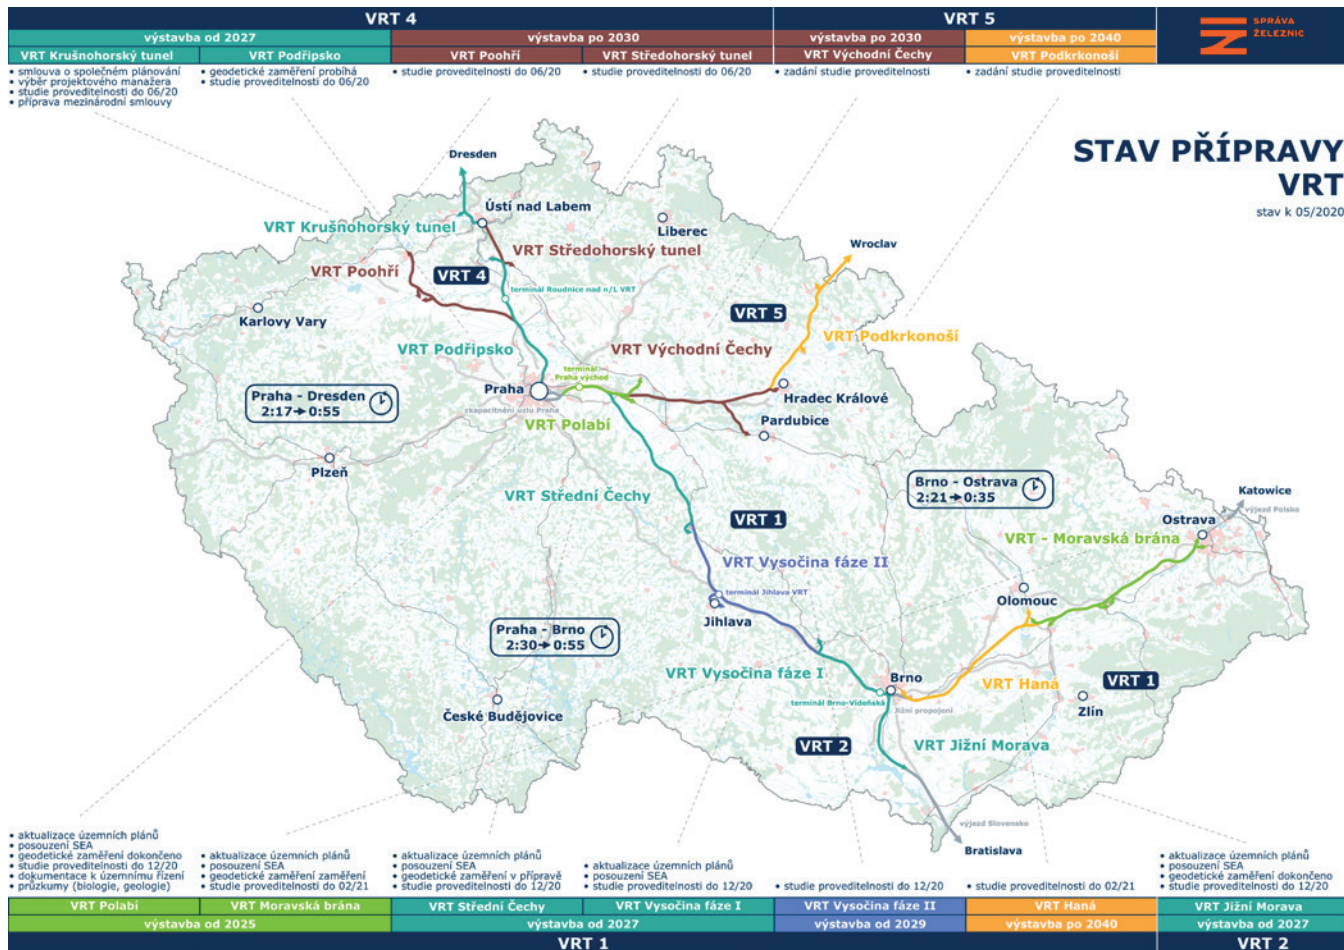 VRT 4
VRT 5
SPRÁVA
ŽELEZNIC
výstavba od 2027
výstavba po 2030
výstavba po 2030
výstavba po 2040
VRT Krušnohorský tunel
VRT Podřipsko
VRT Poohří
VRT Středohorský tunel
VRT Východní Čechy
VRT Podkrkonoší
• smlouva o společném plánování
• výběr projektového manažera
• studie proveditelnosti do 06/20
• příprava mezinárodní smlouvy
• geodetické zaměření probíhá
• studie proveditelnosti do 06/20
• studie proveditelnosti do 06/20
• studie proveditelnosti do 06/20
• zadání studie proveditelnosti
• zadání studie proveditelnosti
STAV PŘÍPRAVY
VRT
stav k 05/2020
Dresden
Ústí nad Labem
VRT Krušnohorský tunel
Liberec
VRT Středohorský tunel
Wroclav
VRT Poohří
VRT 4
terminál Roudnice nad n/L VRT
Karlovy Vary
VRT 5
VRT Podkrkonoší
VRT Podřipsko
VRT Východní Čechy
terminál
Praha východ
Praha
Praha - Dresden
2:17➔0:55
Hradec Králové
zkapacitnění uzlu Praha
Pardubice
VRT Polabí
Plzeň
VRT Střední Čechy
Brno - Ostrava
2:21➔0:35
Katowice
výjezd Polsko
Ostrava
VRT 1
VRT - Moravská brána
VRT Vysočina fáze II
terminál Jihlava VRT
Olomouc
Jihlava
Praha - Brno
2:30➔0:55
VRT Vysočina fáze I
Brno
VRT Haná
VRT 1
terminál Brno-Vídeňská
Jižní propojení
Zlín
České Budějovice
VRT 2
VRT Jižní Morava
výjezd Slovensko
Bratislava
• aktualizace územních plánů
• posouzení SEA
• geodetické zaměření dokončeno
• studie proveditelnosti do 12/20
• dokumentace k územnímu řízení
• průzkumy (biologie, geologie)
• aktualizace územních plánů
• posouzení SEA
• geodetické zaměření zaměření
• studie proveditelnosti do 02/21
• aktualizace územních plánů
• posouzení SEA
• geodetické zaměření v přípravě
• studie proveditelnosti do 12/20
• aktualizace územních plánů
• posouzení SEA
• studie proveditelnosti do 12/20
• studie proveditelnosti do 12/20
• studie proveditelnosti do 02/21
• aktualizace územních plánů
• posouzení SEA
• geodetické zaměření dokončeno
• studie proveditelnosti do 12/20
VRT Polabí
VRT Moravská brána
VRT Střední Čechy
VRT Vysočina fáze I
VRT Vysočina fáze II
VRT Haná
VRT Jižní Morava
výstavba od 2025
výstavba od 2027
výstavba od 2029
výstavba po 2040
výstavba od 2027
VRT 1
VRT 2